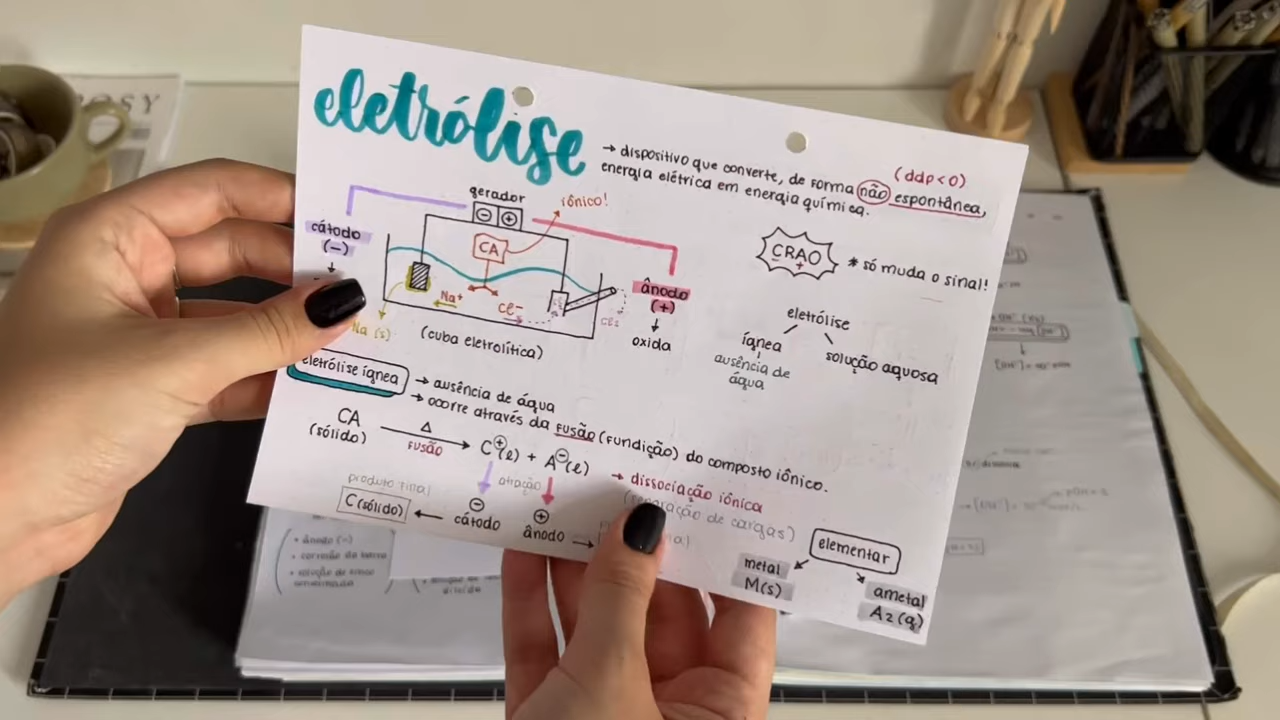 eletrólise
→ dispositivo que converte, de forma não espontânea,
(ddp<0)
energia elétrica em energia química.
gerador
⊖ ⊕
iônico!
cátodo
(−)
CA
ânodo
(+)
oxida
Na+
Cl−
Cl2
Na (s)
(cuba eletrolítica)
CRAO
+
* só muda o sinal!
eletrólise
ígnea
ausência de
água
solução aquosa
eletrólise ígnea
→ ausência de água
→ ocorre através da fusão (fundição) do composto iônico.
CA
(sólido)
Δ
fusão
C⊕(l) + A⊖(l)
→ dissociação iônica
(separação de cargas)
atração
produto final
C (sólido)
←
⊖
cátodo
⊕
ânodo →
elementar
metal
M(s)
ametal
A2(g)
• ânodo (−)
OSY